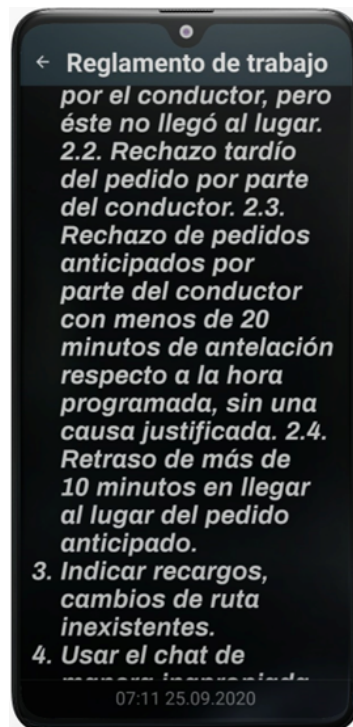 ← Reglamento de trabajo
por el conductor, pero
éste no llegó al lugar.
2.2. Rechazo tardío
del pedido por parte
del conductor. 2.3.
Rechazo de pedidos
anticipados por
parte del conductor
con menos de 20
minutos de antelación
respecto a la hora
programada, sin una
causa justificada. 2.4.
Retraso de más de
10 minutos en llegar
al lugar del pedido
anticipado.
3. Indicar recargos,
cambios de ruta
inexistentes.
4. Usar el chat de
manera inapropiada
07:11 25.09.2020